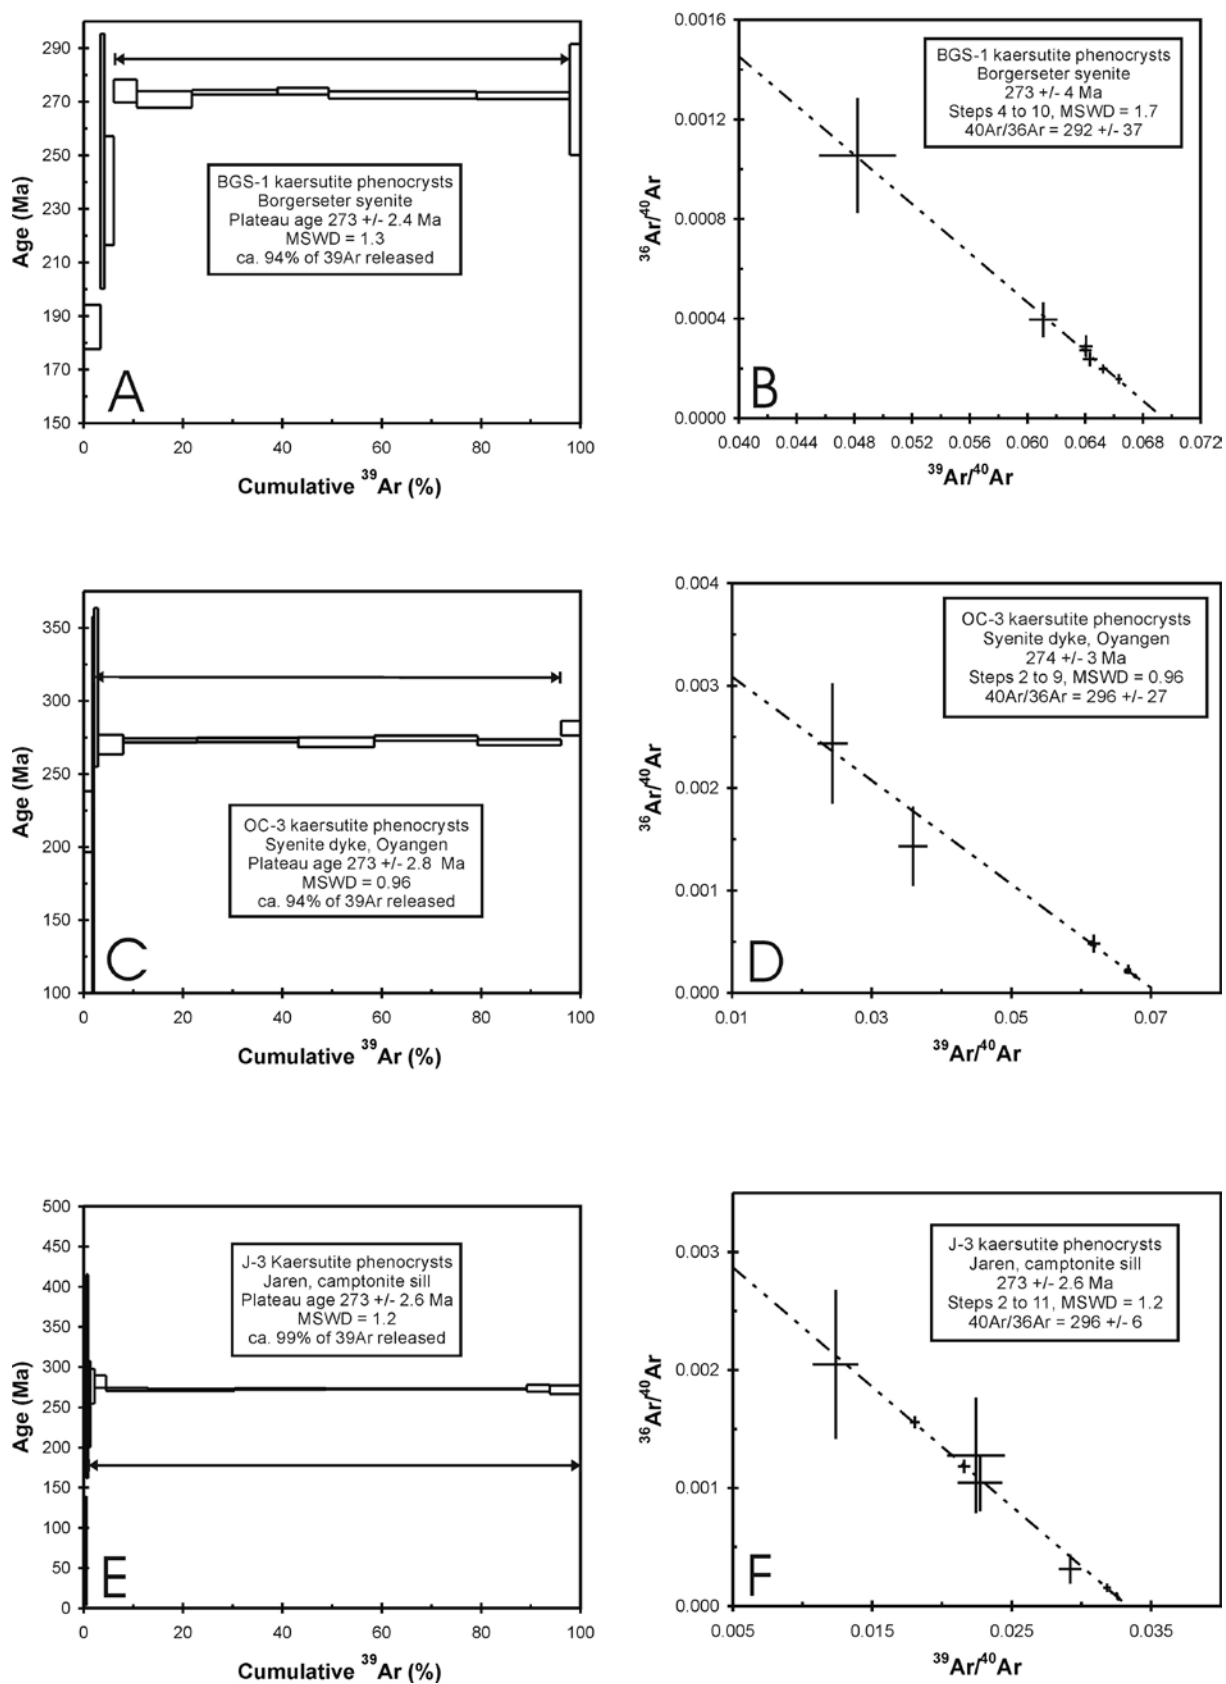 290
270
250
230
210
190
170
150
Age (Ma)
BGS-1 kaersutite phenocrysts
Borgerseter syenite
Plateau age 273 +/- 2.4 Ma
MSWD = 1.3
ca. 94% of 39Ar released
A
0 20 40 60 80 100
Cumulative ³⁹Ar (%)
0.0016
0.0012
0.0008
0.0004
0.0000
³⁶Ar/⁴⁰Ar
BGS-1 kaersutite phenocrysts
Borgerseter syenite
273 +/- 4 Ma
Steps 4 to 10, MSWD = 1.7
40Ar/36Ar = 292 +/- 37
B
0.040 0.044 0.048 0.052 0.056 0.060 0.064 0.068 0.072
³⁹Ar/⁴⁰Ar
350
300
250
200
150
100
Age (Ma)
OC-3 kaersutite phenocrysts
Syenite dyke, Oyangen
Plateau age 273 +/- 2.8 Ma
MSWD = 0.96
ca. 94% of 39Ar released
C
0 20 40 60 80 100
Cumulative ³⁹Ar (%)
0.004
0.003
0.002
0.001
0.000
³⁶Ar/⁴⁰Ar
OC-3 kaersutite phenocrysts
Syenite dyke, Oyangen
274 +/- 3 Ma
Steps 2 to 9, MSWD = 0.96
40Ar/36Ar = 296 +/- 27
D
0.01 0.03 0.05 0.07
³⁹Ar/⁴⁰Ar
500
450
400
350
300
250
200
150
100
50
0
Age (Ma)
J-3 Kaersutite phenocrysts
Jaren, camptonite sill
Plateau age 273 +/- 2.6 Ma
MSWD = 1.2
ca. 99% of 39Ar released
E
0 20 40 60 80 100
Cumulative ³⁹Ar (%)
0.003
0.002
0.001
0.000
³⁶Ar/⁴⁰Ar
J-3 kaersutite phenocrysts
Jaren, camptonite sill
273 +/- 2.6 Ma
Steps 2 to 11, MSWD = 1.2
40Ar/36Ar = 296 +/- 6
F
0.005 0.015 0.025 0.035
³⁹Ar/⁴⁰Ar